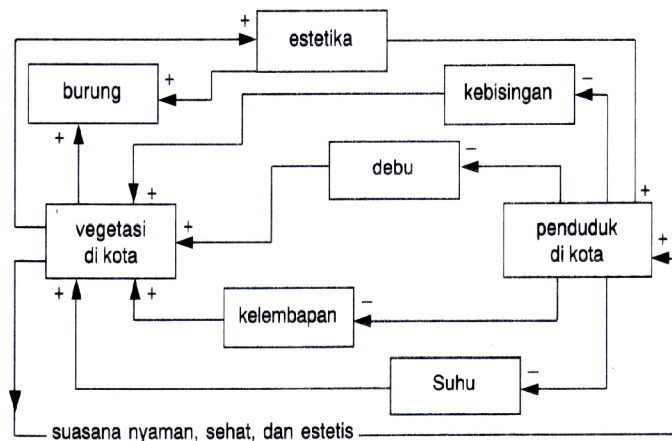 +
estetika
burung
+
kebisingan
−
+
debu
−
+
+
vegetasi
di kota
+
penduduk
di kota
+
+
+
kelembapan
−
Suhu
−
suasana nyaman, sehat, dan estetis